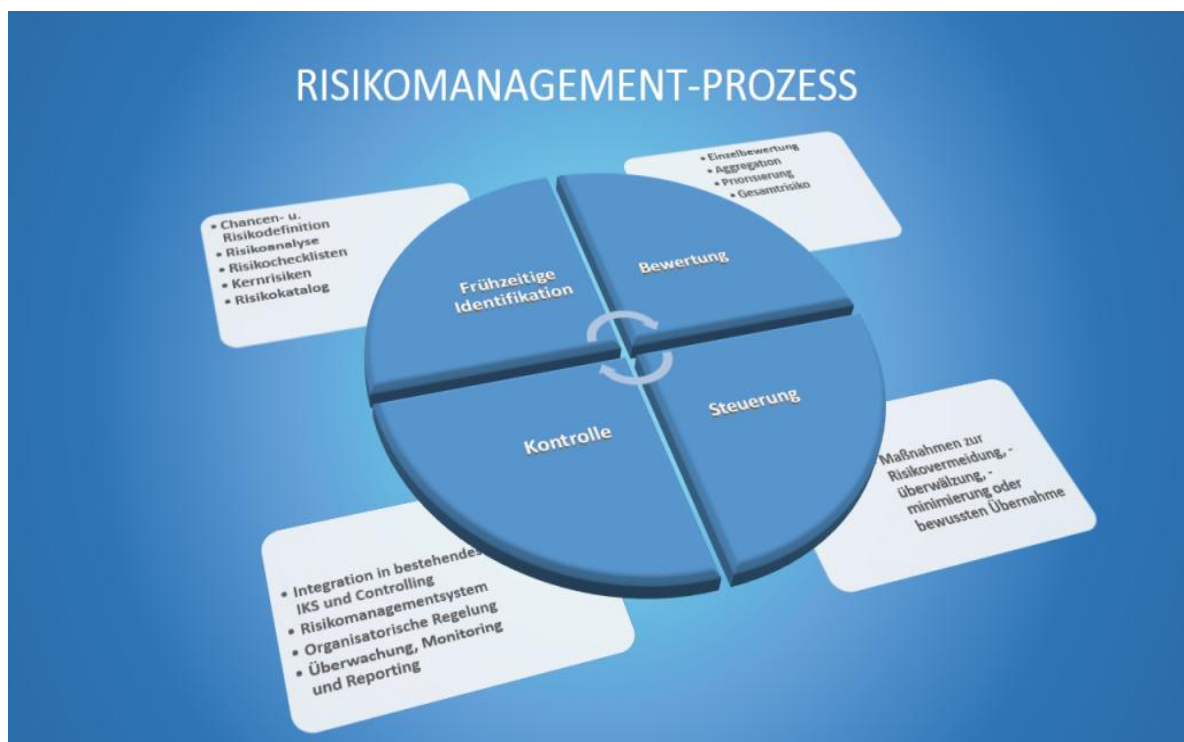 RISIKOMANAGEMENT-PROZESS
• Chancen- u.
Risikodefinition
• Risikoanalyse
• Risikochecklisten
• Kernrisiken
• Risikokatalog
• Einzelbewertung
• Aggregation
• Priorisierung
• Gesamtrisiko
Frühzeitige
Identifikation
Bewertung
Kontrolle
Steuerung
• Integration in bestehendes
IKS und Controlling
• Risikomanagementsystem
• Organisatorische Regelung
• Überwachung, Monitoring
und Reporting
Maßnahmen zur
Risikovermeidung, -
überwälzung, -
minimierung oder
bewussten Übernahme